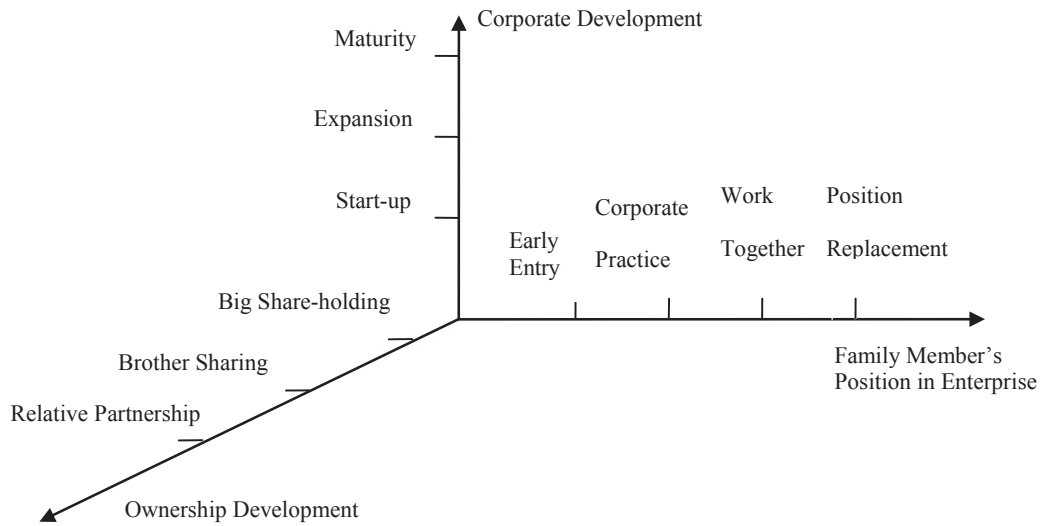 Corporate Development
Maturity
Expansion
Start-up
Early
Entry
Corporate
Practice
Work
Together
Position
Replacement
Big Share-holding
Brother Sharing
Relative Partnership
Family Member’s
Position in Enterprise
Ownership Development